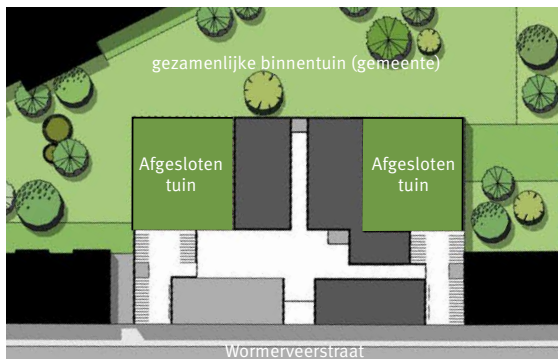 gezamenlijke binnentuin (gemeente)
Afgesloten
tuin
Afgesloten
tuin
Wormerveerstraat